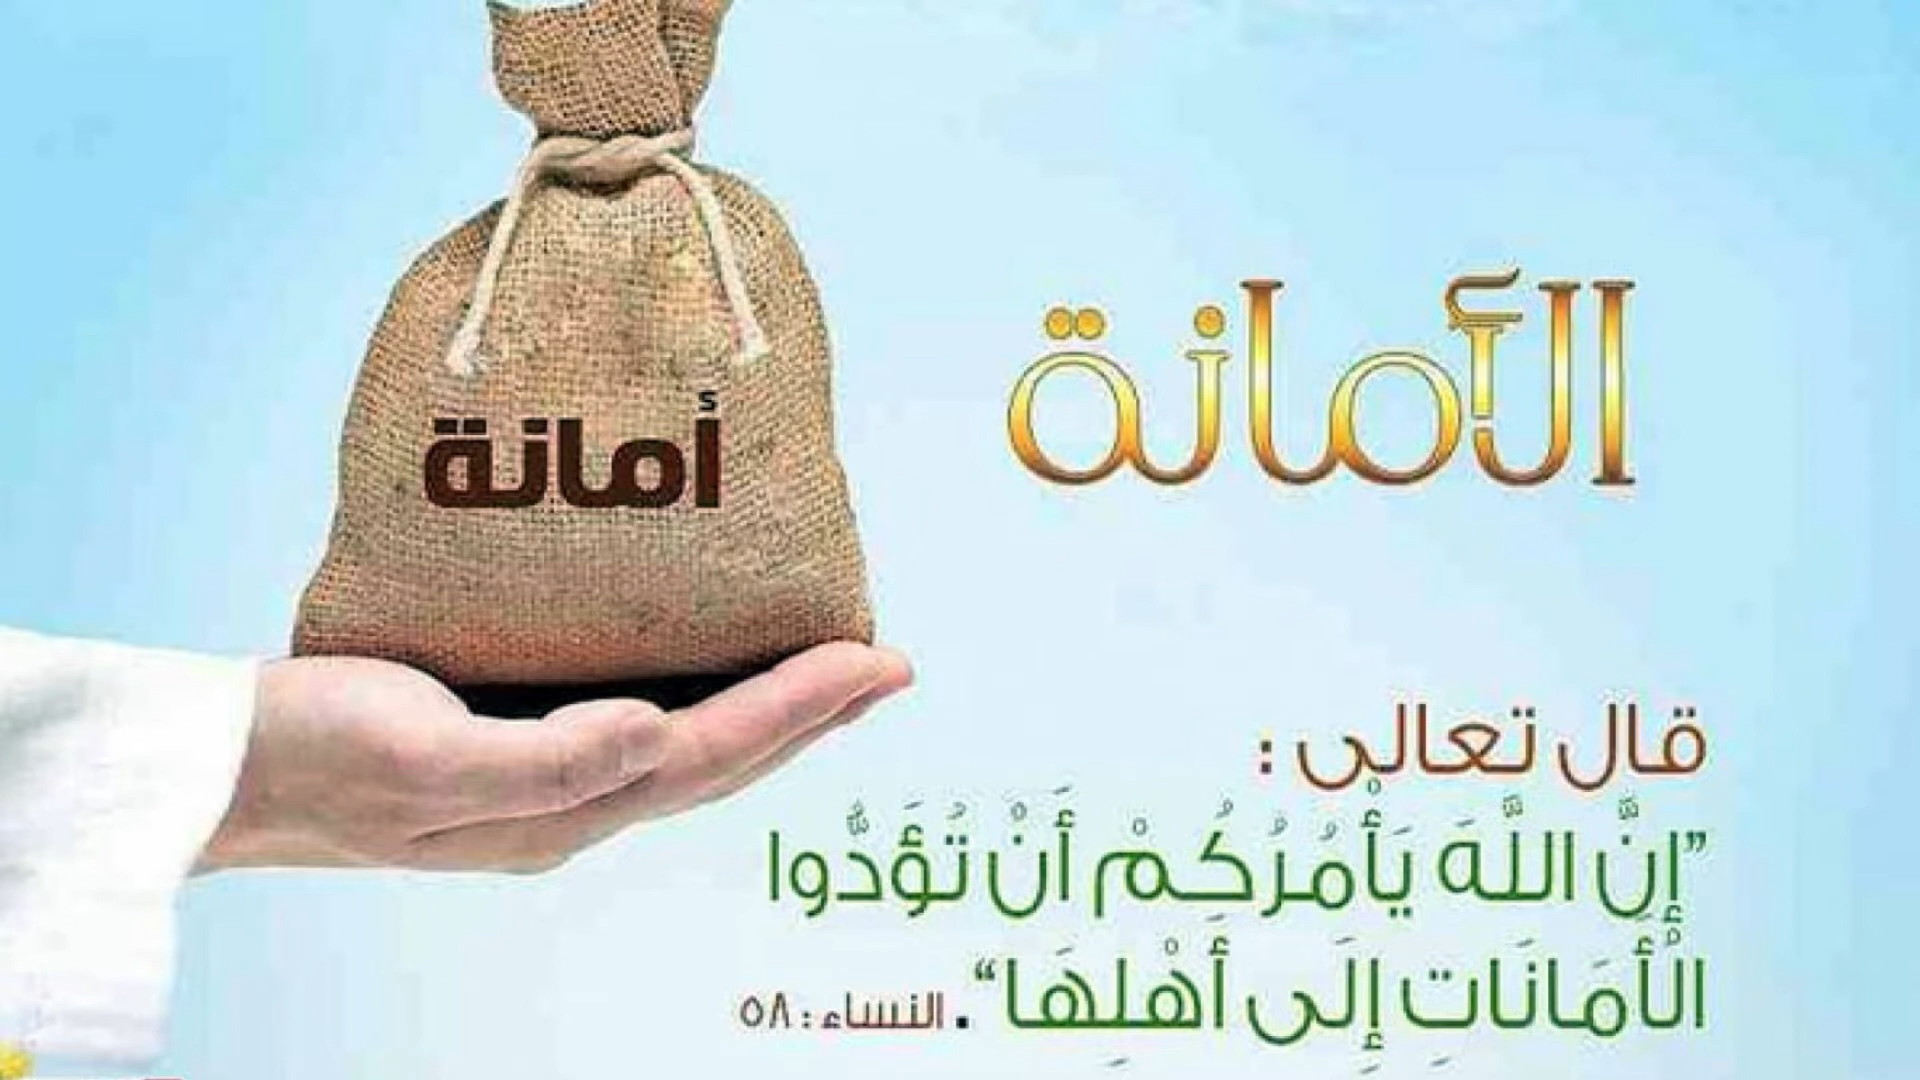 أمانة
الأمانة
قال تعالى :
”إِنَّ اللَّهَ يَأْمُرُكُمْ أَنْ تُؤَدُّوا
الْأَمَانَاتِ إِلَى أَهْلِهَا“ . النساء : ٥٨